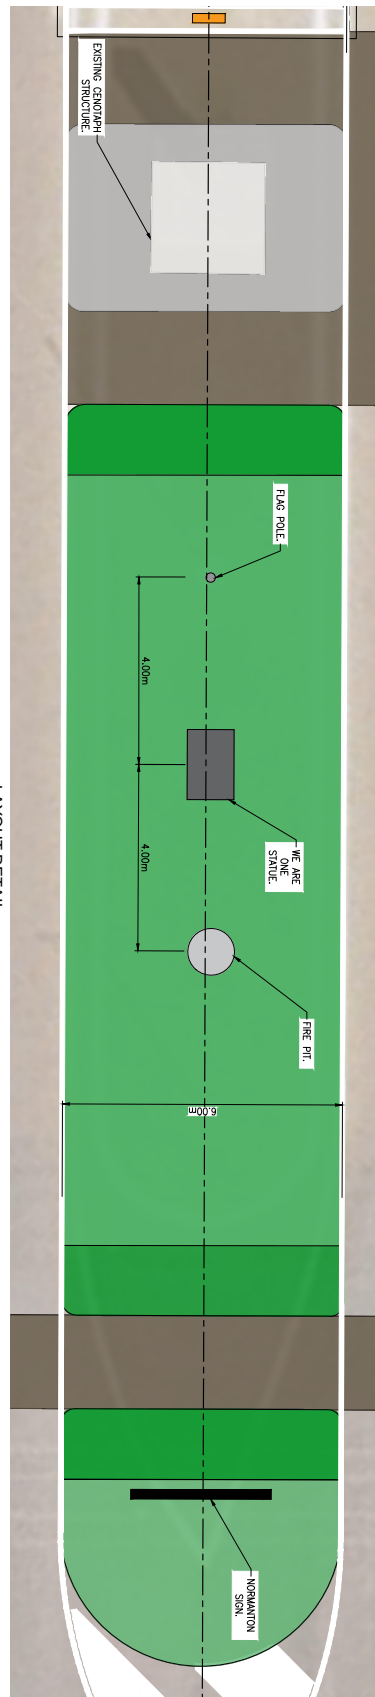 EXISTING CENOTAPH
STRUCTURE.
FLAG POLE.
4.00m
WE ARE
ONE
STATUE.
4.00m
FIRE PIT.
6.00m
NORMANTON
SIGN.